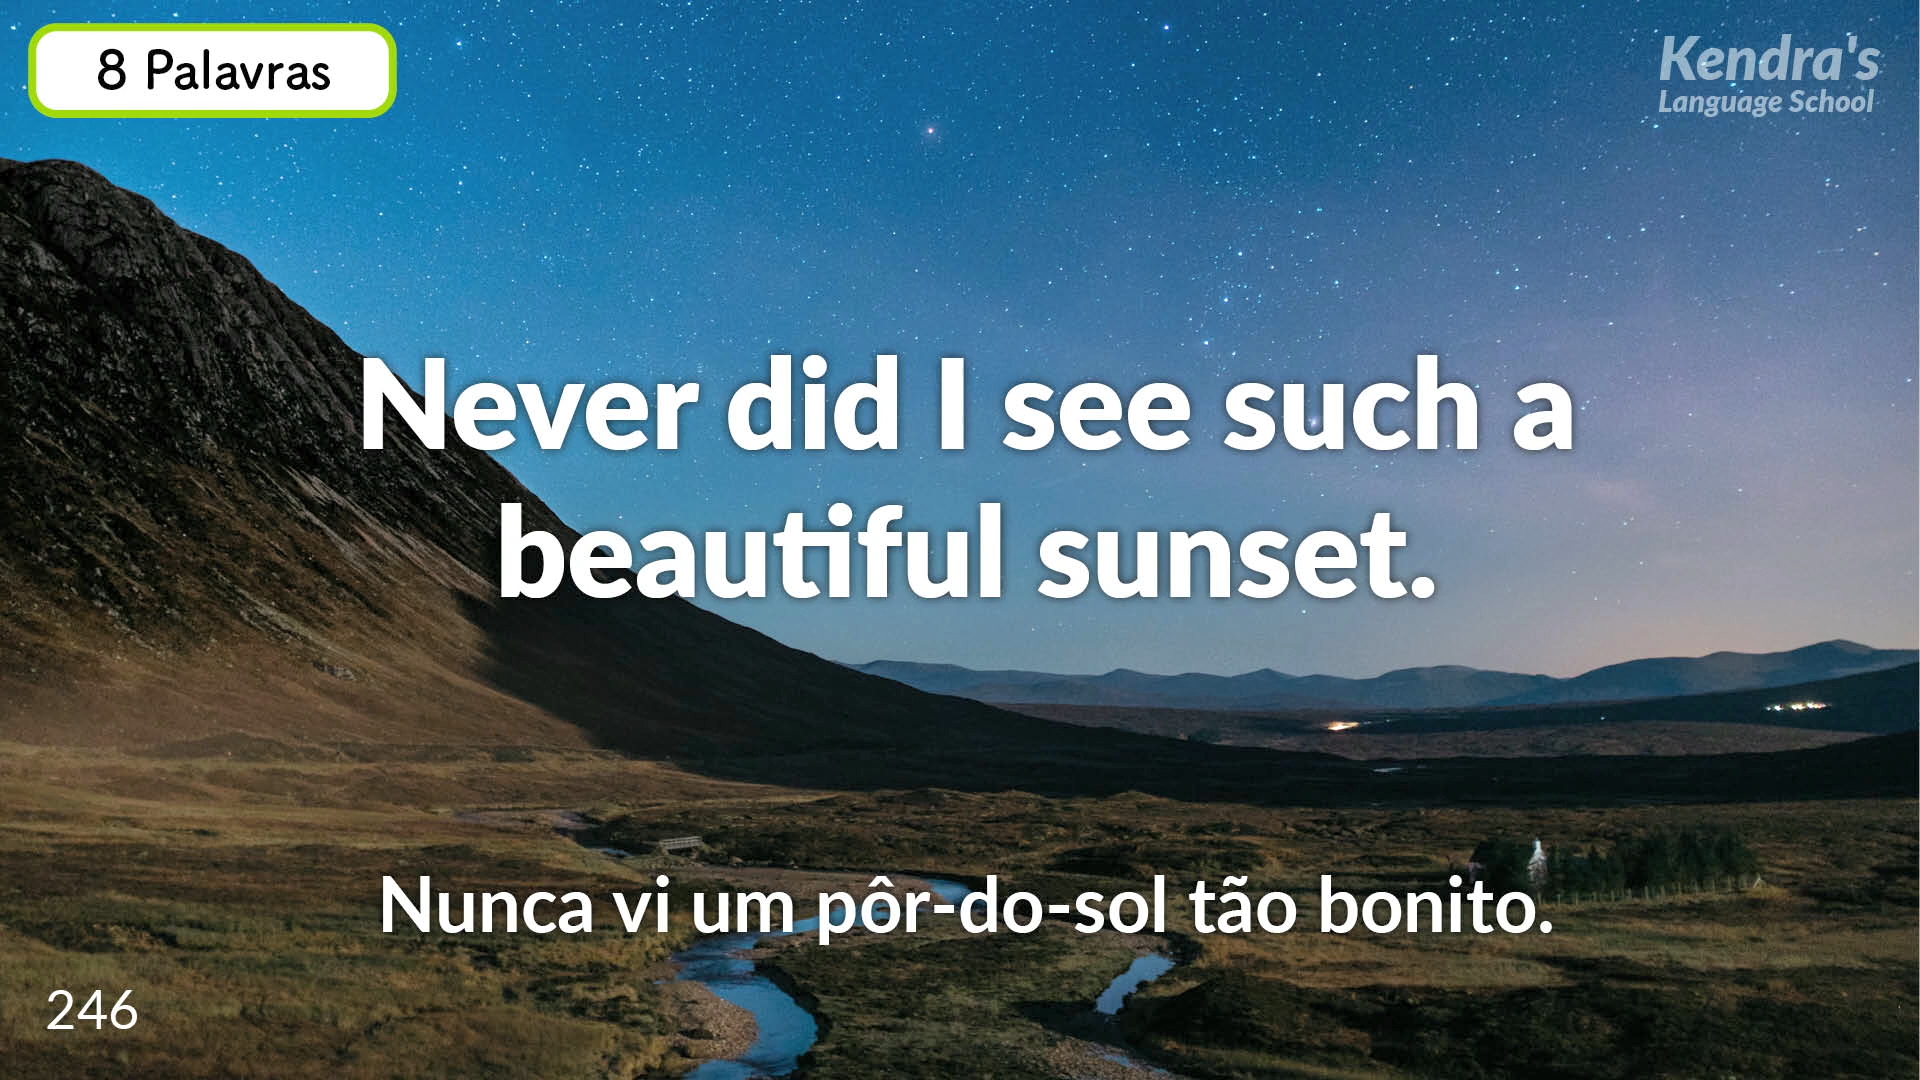 8 Palavras
Kendra's
Language School
Never did I see such a
beautiful sunset.
Nunca vi um pôr-do-sol tão bonito.
246